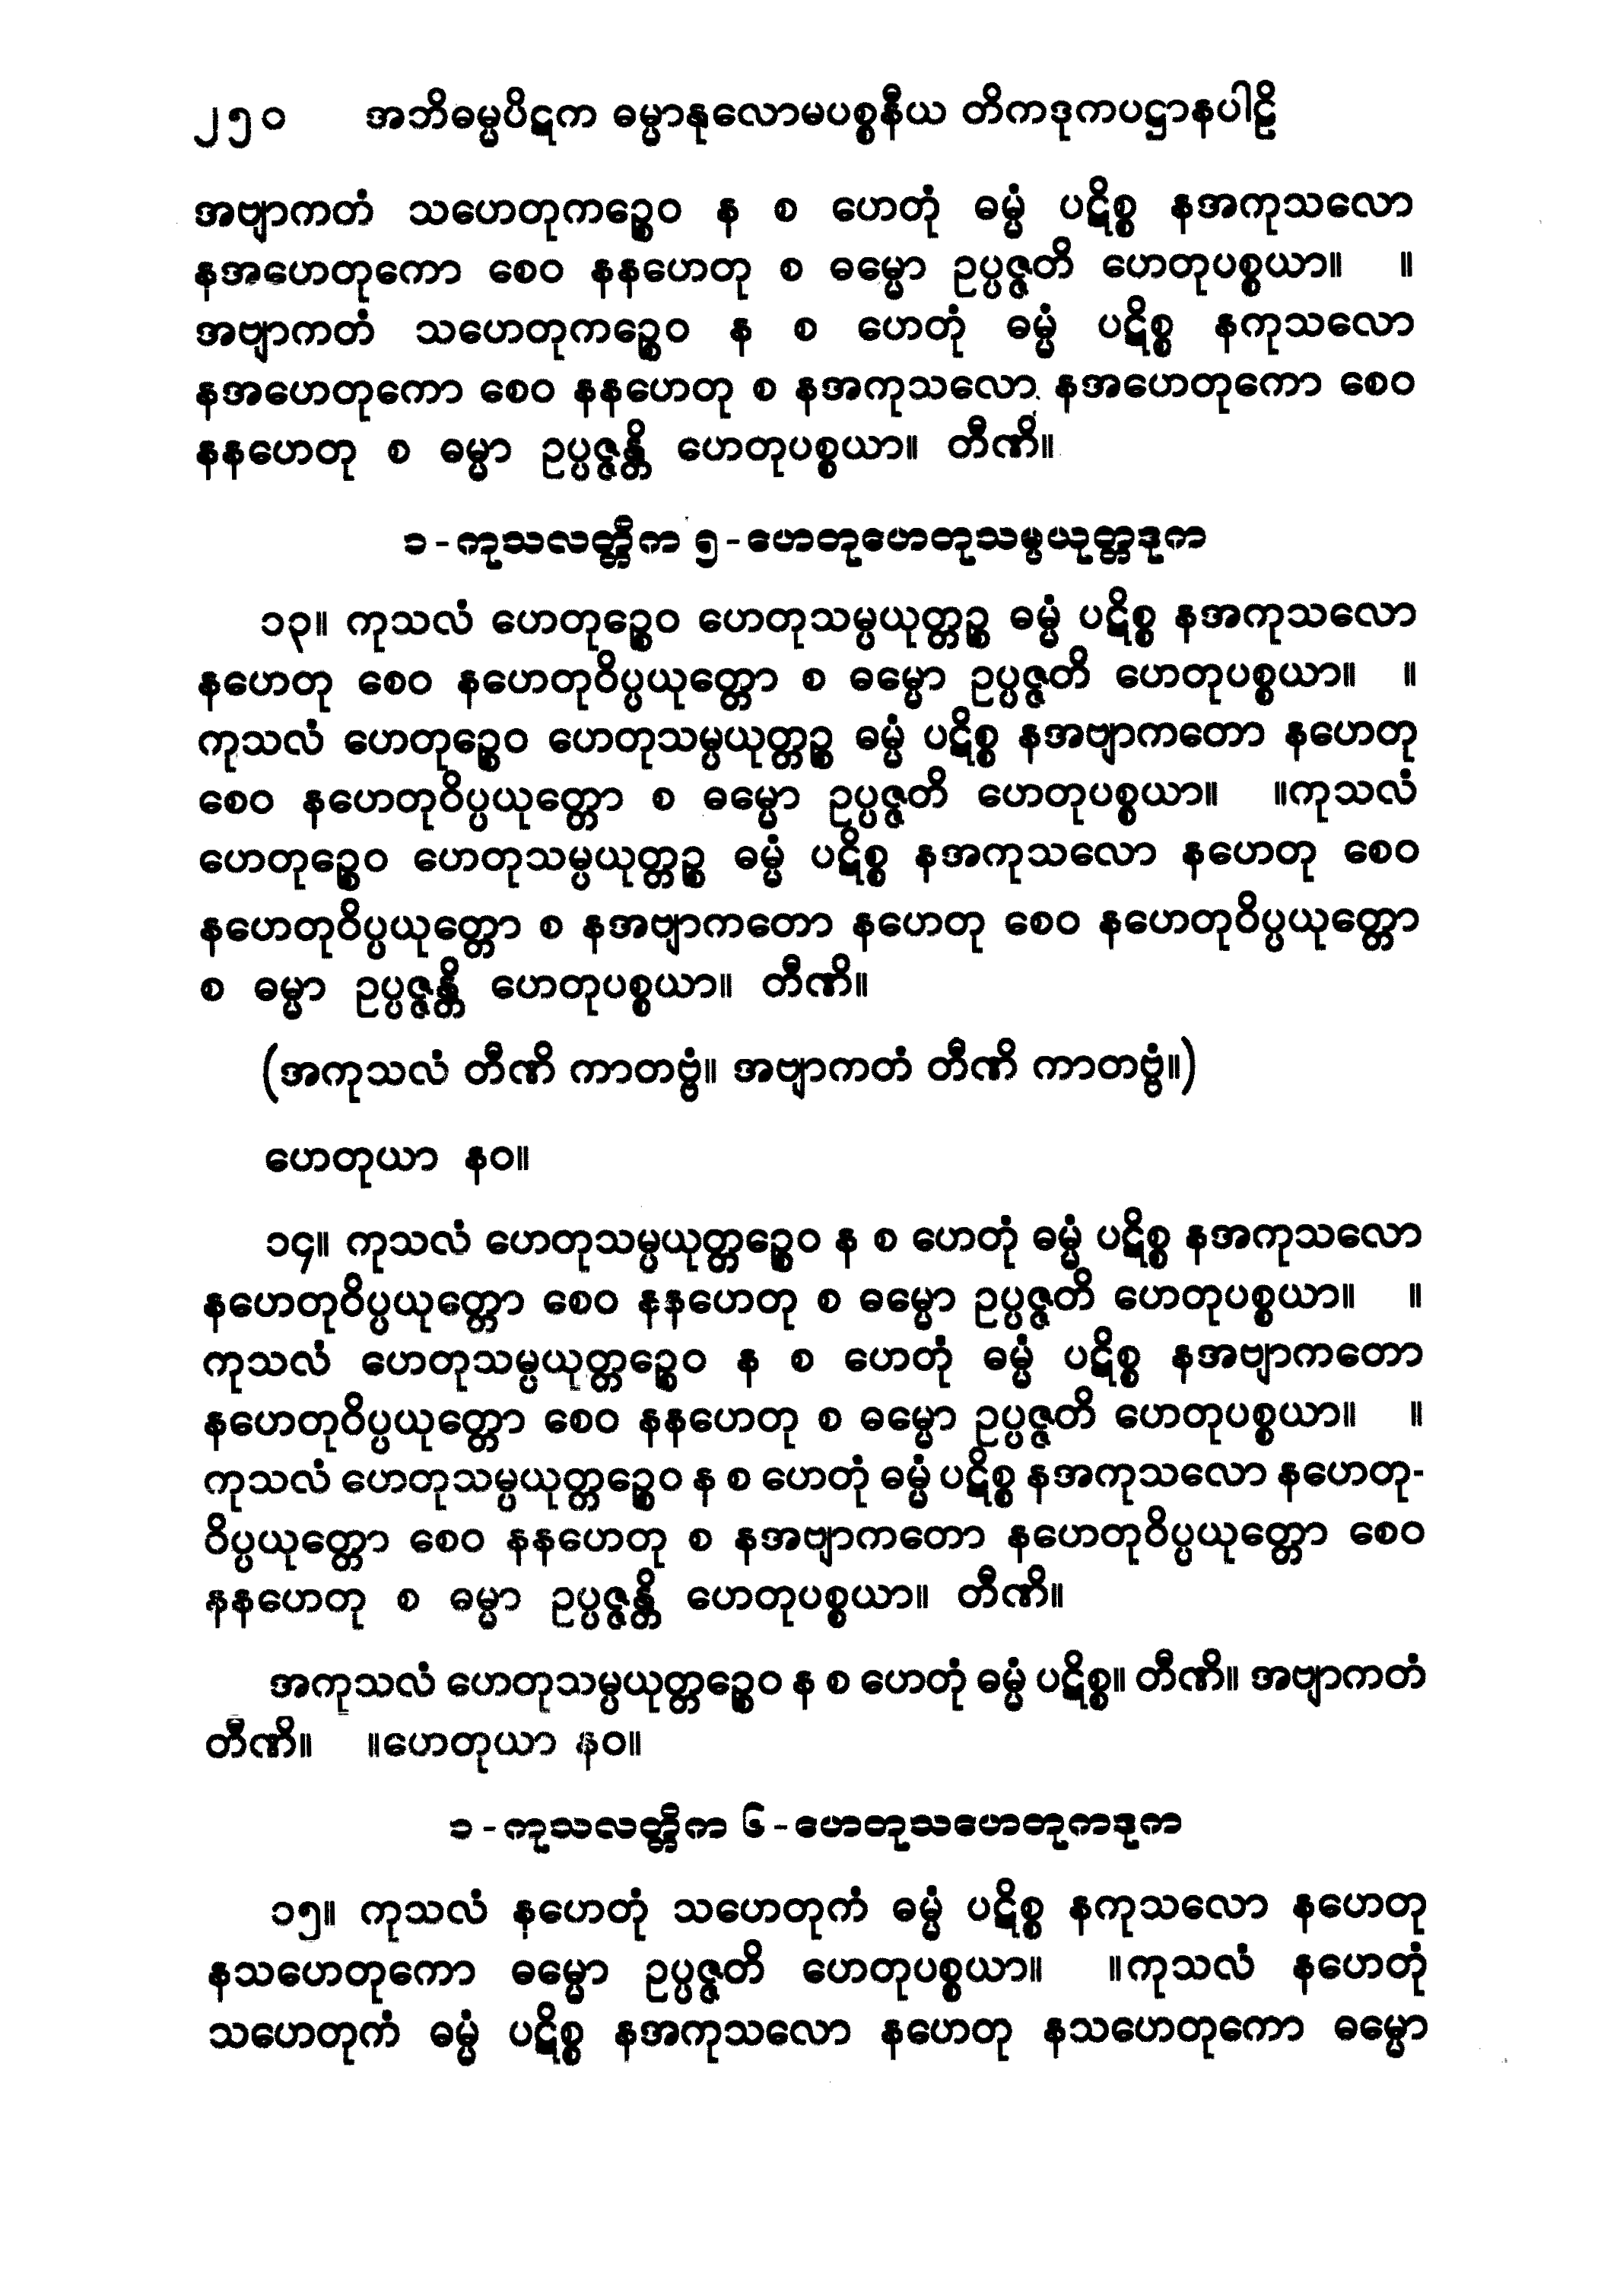 ၂၅၀ အဘိဓမ္မပိဋက ဓမ္မာနုလောမပစ္စနီယ တိကဒုကပဋ္ဌာနပါဠိ
အဗျာကတံ သဟေတုကဉ္စေဝ န စ ဟေတုံ ဓမ္မံ ပဋိစ္စ နအကုသလော
နအဟေတုကော စေဝ နနဟေတု စ ဓမ္မော ဥပ္ပဇ္ဇတိ ဟေတုပစ္စယာ။ ။
အဗျာကတံ သဟေတုကဉ္စေဝ န စ ဟေတုံ ဓမ္မံ ပဋိစ္စ နကုသလော
နအဟေတုကော စေဝ နနဟေတု စ နအကုသလော နအဟေတုကော စေဝ
နနဟေတု စ ဓမ္မာ ဥပ္ပဇ္ဇန္တိ ဟေတုပစ္စယာ။ တီဏိ။
၁-ကုသလတ္တိက ၅-ဟေတုဟေတုသမ္ပယုတ္တဒုက
၁၃။ ကုသလံ ဟေတုဉ္စေဝ ဟေတုသမ္ပယုတ္တဉ္စ ဓမ္မံ ပဋိစ္စ နအကုသလော
နဟေတု စေဝ နဟေတုဝိပ္ပယုတ္တော စ ဓမ္မော ဥပ္ပဇ္ဇတိ ဟေတုပစ္စယာ။ ။
ကုသလံ ဟေတုဉ္စေဝ ဟေတုသမ္ပယုတ္တဉ္စ ဓမ္မံ ပဋိစ္စ နအဗျာကတော နဟေတု
စေဝ နဟေတုဝိပ္ပယုတ္တော စ ဓမ္မော ဥပ္ပဇ္ဇတိ ဟေတုပစ္စယာ။ ။ကုသလံ
ဟေတုဉ္စေဝ ဟေတုသမ္ပယုတ္တဉ္စ ဓမ္မံ ပဋိစ္စ နအကုသလော နဟေတု စေဝ
နဟေတုဝိပ္ပယုတ္တော စ နအဗျာကတော နဟေတု စေဝ နဟေတုဝိပ္ပယုတ္တော
စ ဓမ္မာ ဥပ္ပဇ္ဇန္တိ ဟေတုပစ္စယာ။ တီဏိ။
(အကုသလံ တီဏိ ကာတဗ္ဗံ။ အဗျာကတံ တီဏိ ကာတဗ္ဗံ။)
ဟေတုယာ နဝ။
၁၄။ ကုသလံ ဟေတုသမ္ပယုတ္တဉ္စေဝ န စ ဟေတုံ ဓမ္မံ ပဋိစ္စ နအကုသလော
နဟေတုဝိပ္ပယုတ္တော စေဝ နနဟေတု စ ဓမ္မော ဥပ္ပဇ္ဇတိ ဟေတုပစ္စယာ။ ။
ကုသလံ ဟေတုသမ္ပယုတ္တဉ္စေဝ န စ ဟေတုံ ဓမ္မံ ပဋိစ္စ နအဗျာကတော
နဟေတုဝိပ္ပယုတ္တော စေဝ နနဟေတု စ ဓမ္မော ဥပ္ပဇ္ဇတိ ဟေတုပစ္စယာ။ ။
ကုသလံ ဟေတုသမ္ပယုတ္တဉ္စေဝ န စ ဟေတုံ ဓမ္မံ ပဋိစ္စ နအကုသလော နဟေတု-
ဝိပ္ပယုတ္တော စေဝ နနဟေတု စ နအဗျာကတော နဟေတုဝိပ္ပယုတ္တော စေဝ
နနဟေတု စ ဓမ္မာ ဥပ္ပဇ္ဇန္တိ ဟေတုပစ္စယာ။ တီဏိ။
အကုသလံ ဟေတုသမ္ပယုတ္တဉ္စေဝ န စ ဟေတုံ ဓမ္မံ ပဋိစ္စ။ တီဏိ။ အဗျာကတံ
တီဏိ။ ။ဟေတုယာ နဝ။
၁-ကုသလတ္တိက ၆-ဟေတုသဟေတုကဒုက
၁၅။ ကုသလံ နဟေတုံ သဟေတုကံ ဓမ္မံ ပဋိစ္စ နကုသလော နဟေတု
နသဟေတုကော ဓမ္မော ဥပ္ပဇ္ဇတိ ဟေတုပစ္စယာ။ ။ကုသလံ နဟေတုံ
သဟေတုကံ ဓမ္မံ ပဋိစ္စ နအကုသလော နဟေတု နသဟေတုကော ဓမ္မော